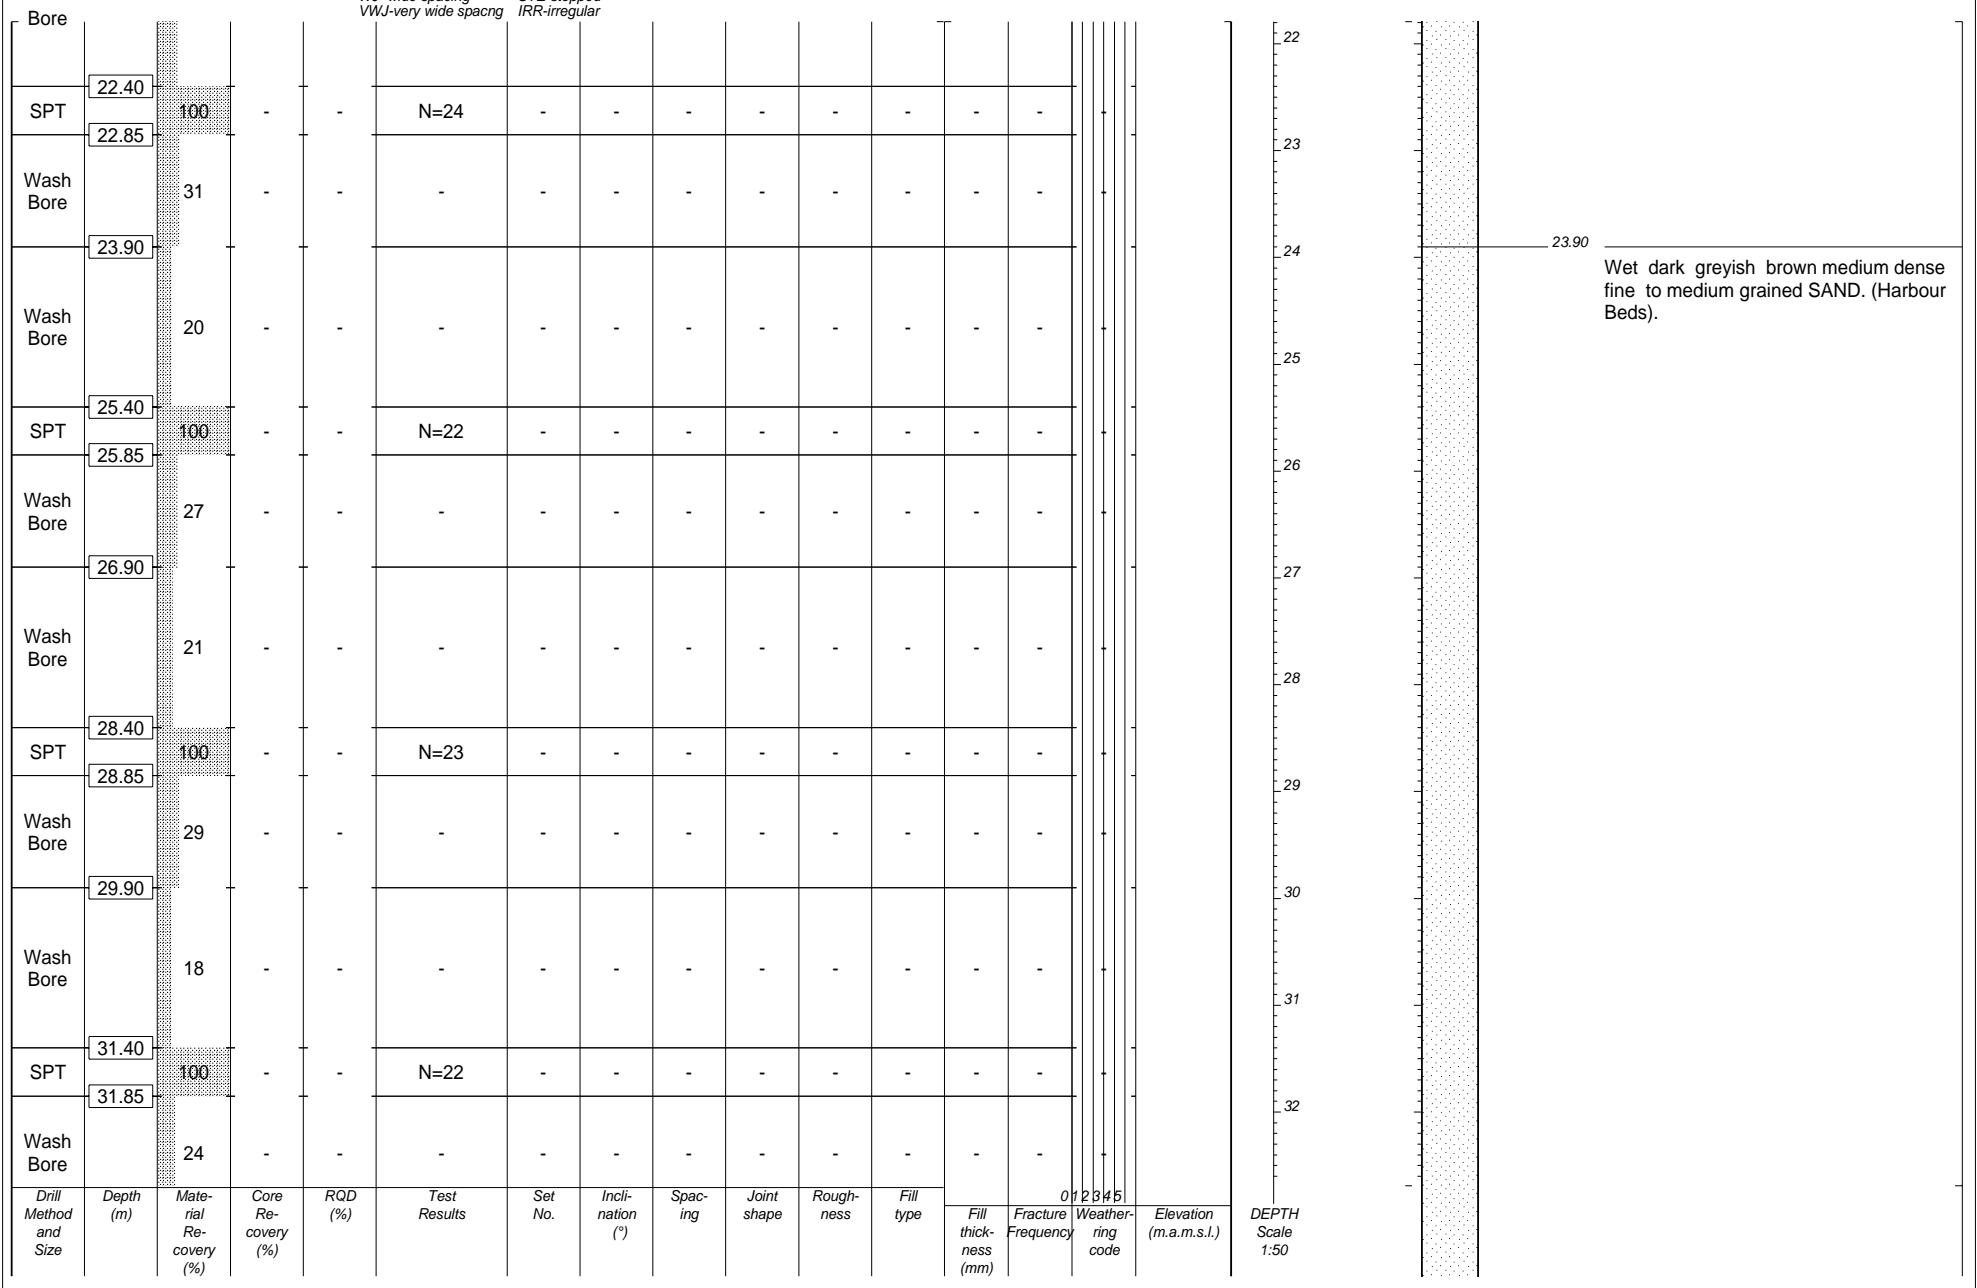 VWJ-very wide spacng IRR-irregular
Bore
22
22.40
SPT 100 - - N=24 - - - - - - - - -
22.85
23
Wash
Bore
31 - - - - - - - - - - - -
23.90
23.90
24
Wet dark greyish brown medium dense
fine to medium grained SAND. (Harbour
Beds).
Wash
Bore
20 - - - - - - - - - - - -
25
25.40
SPT 100 - - N=22 - - - - - - - - -
25.85
26
Wash
Bore
27 - - - - - - - - - - - -
26.90
27
Wash
Bore
21 - - - - - - - - - - - -
28
28.40
SPT 100 - - N=23 - - - - - - - - -
28.85
29
Wash
Bore
29 - - - - - - - - - - - -
29.90
30
Wash
Bore
18 - - - - - - - - - - - -
31
31.40
SPT 100 - - N=22 - - - - - - - - -
31.85
32
Wash
Bore
24 - - - - - - - - - - - -
Drill
Method
and
Size
Depth
(m)
Mate-
rial
Re-
covery
(%)
Core
Re-
covery
(%)
RQD
(%)
Test
Results
Set
No.
Incli-
nation
(°)
Spac-
ing
Joint
shape
Rough-
ness
Fill
type
Fill
thick-
ness
(mm)
Fracture
Frequency
0 1 2 3 4 5
Weather-
ring
code
Elevation
(m.a.m.s.l.)
DEPTH
Scale
1:50